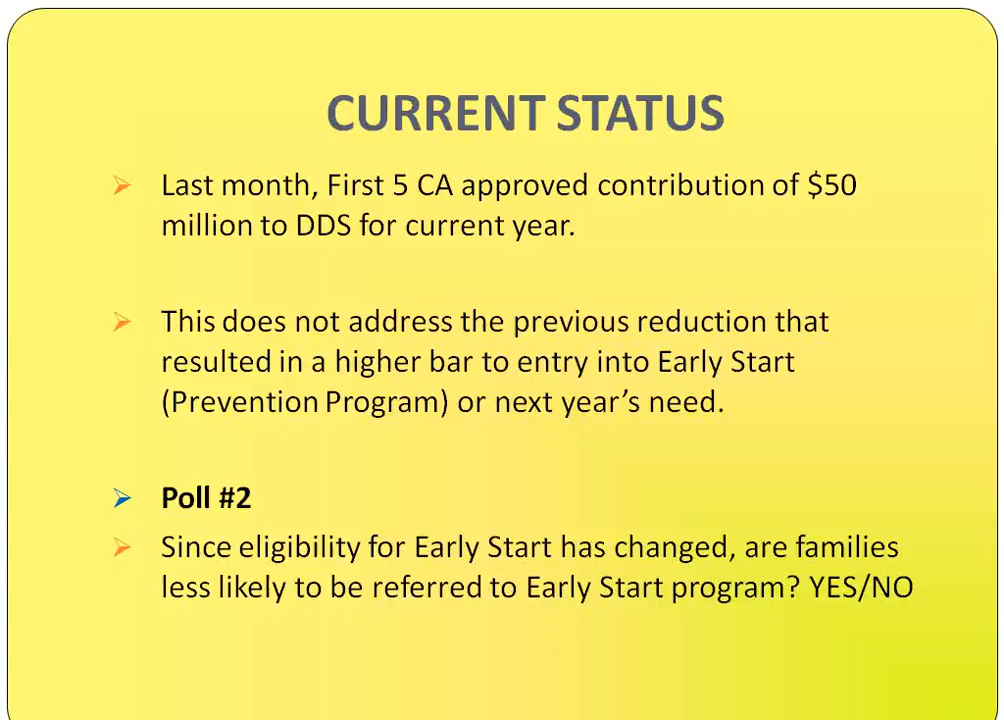 CURRENT STATUS
Last month, First 5 CA approved contribution of $50
million to DDS for current year.
This does not address the previous reduction that
resulted in a higher bar to entry into Early Start
(Prevention Program) or next year’s need.
Poll #2
Since eligibility for Early Start has changed, are families
less likely to be referred to Early Start program? YES/NO